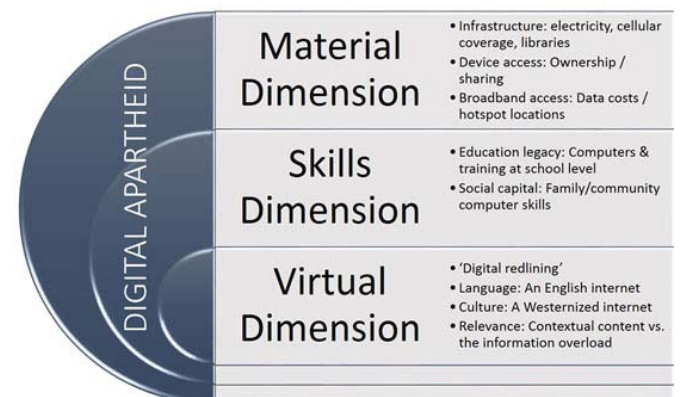 DIGITAL APARTHEID
Material
Dimension
• Infrastructure: electricity, cellular
coverage, libraries
• Device access: Ownership /
sharing
• Broadband access: Data costs /
hotspot locations
Skills
Dimension
• Education legacy: Computers &
training at school level
• Social capital: Family/community
computer skills
Virtual
Dimension
• ‘Digital redlining’
• Language: An English internet
• Culture: A Westernized internet
• Relevance: Contextual content vs.
the information overload